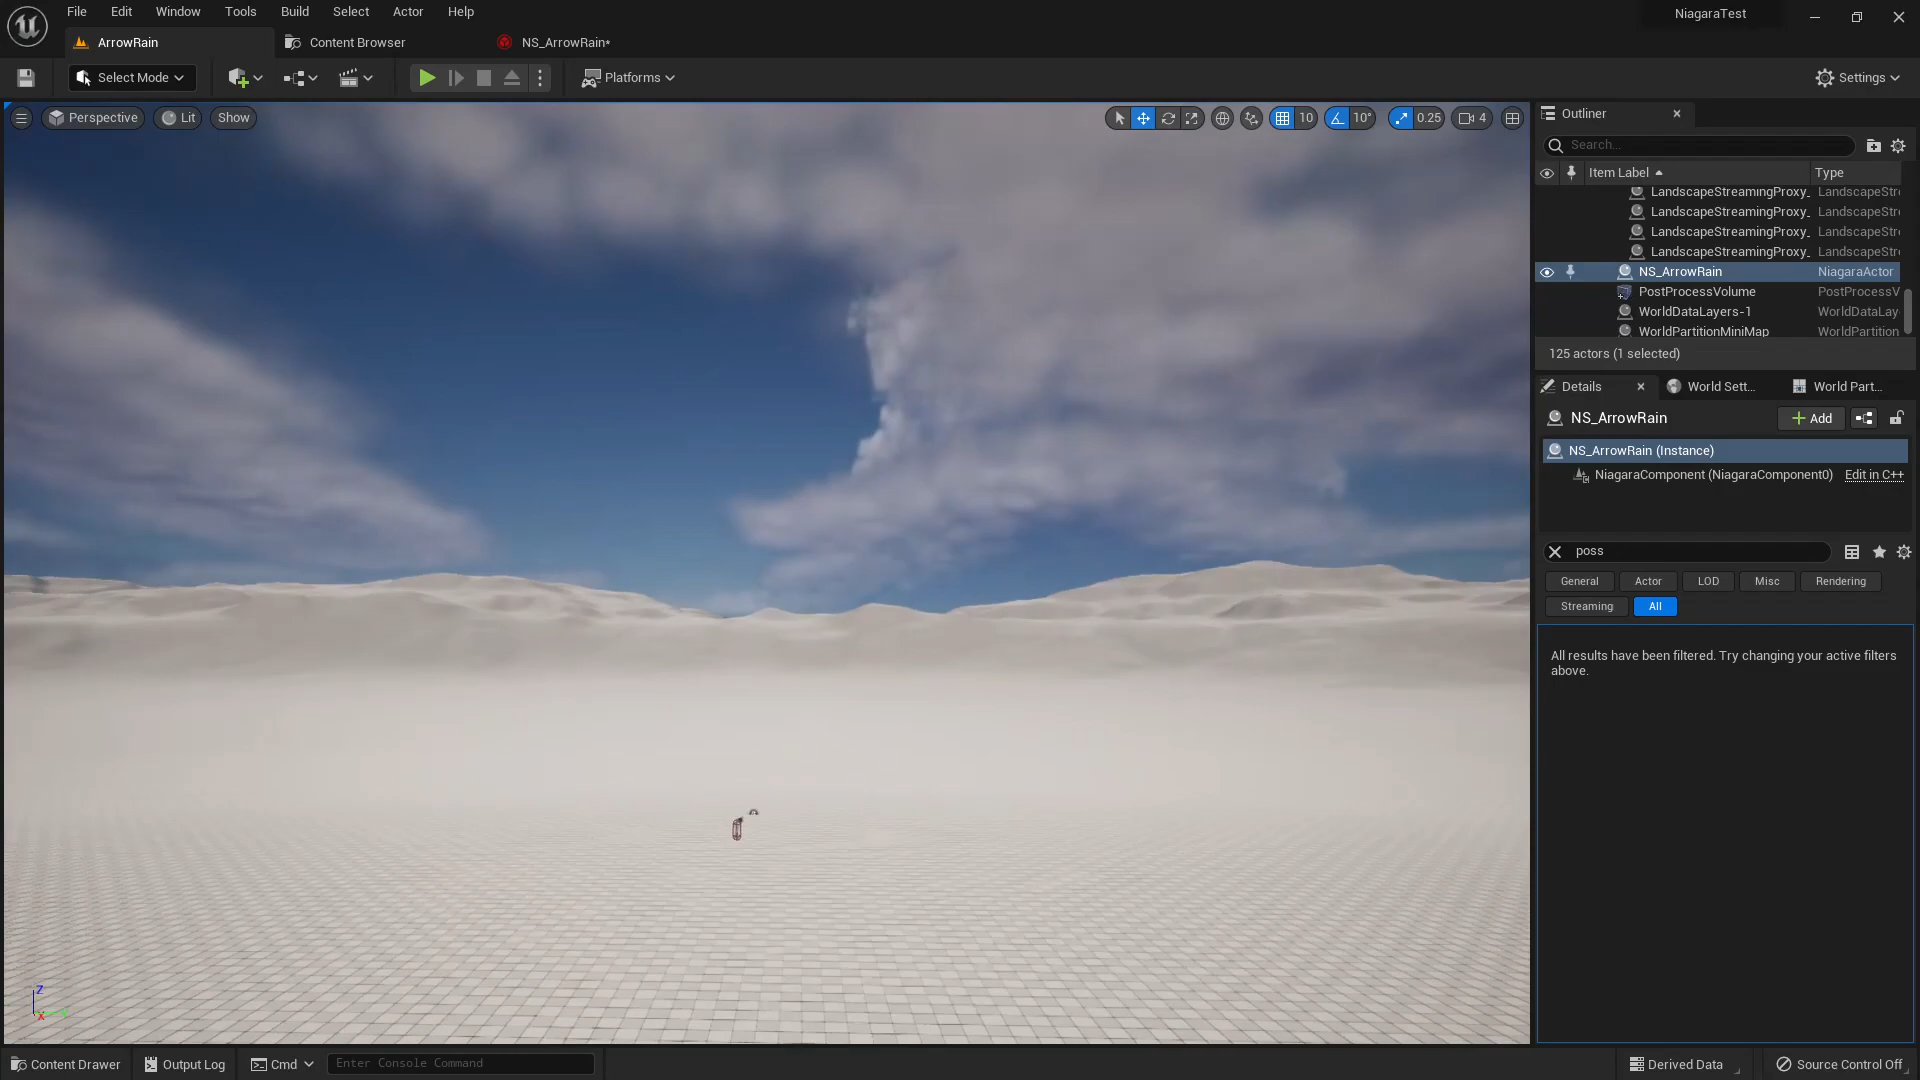 File Edit Window Tools Build Select Actor Help
NiagaraTest
ArrowRain
Content Browser
NS_ArrowRain*
Select Mode
Platforms
Settings
Perspective
Lit
Show
10
10°
0.25
4
Outliner
Search...
Item Label
Type
LandscapeStreamingProxy_ LandscapeStre
LandscapeStreamingProxy_ LandscapeStre
LandscapeStreamingProxy_ LandscapeStre
LandscapeStreamingProxy_ LandscapeStre
NS_ArrowRain NiagaraActor
PostProcessVolume PostProcessV
WorldDataLayers-1 WorldDataLay
WorldPartitionMiniMap WorldPartition
125 actors (1 selected)
Details
World Sett...
World Part...
NS_ArrowRain
Add
NS_ArrowRain (Instance)
NiagaraComponent (NiagaraComponent0) Edit in C++
poss
General Actor LOD Misc Rendering
Streaming All
All results have been filtered. Try changing your active filters
above.
Z
X
Y
Content Drawer
Output Log
Cmd
Enter Console Command
Derived Data
Source Control Off